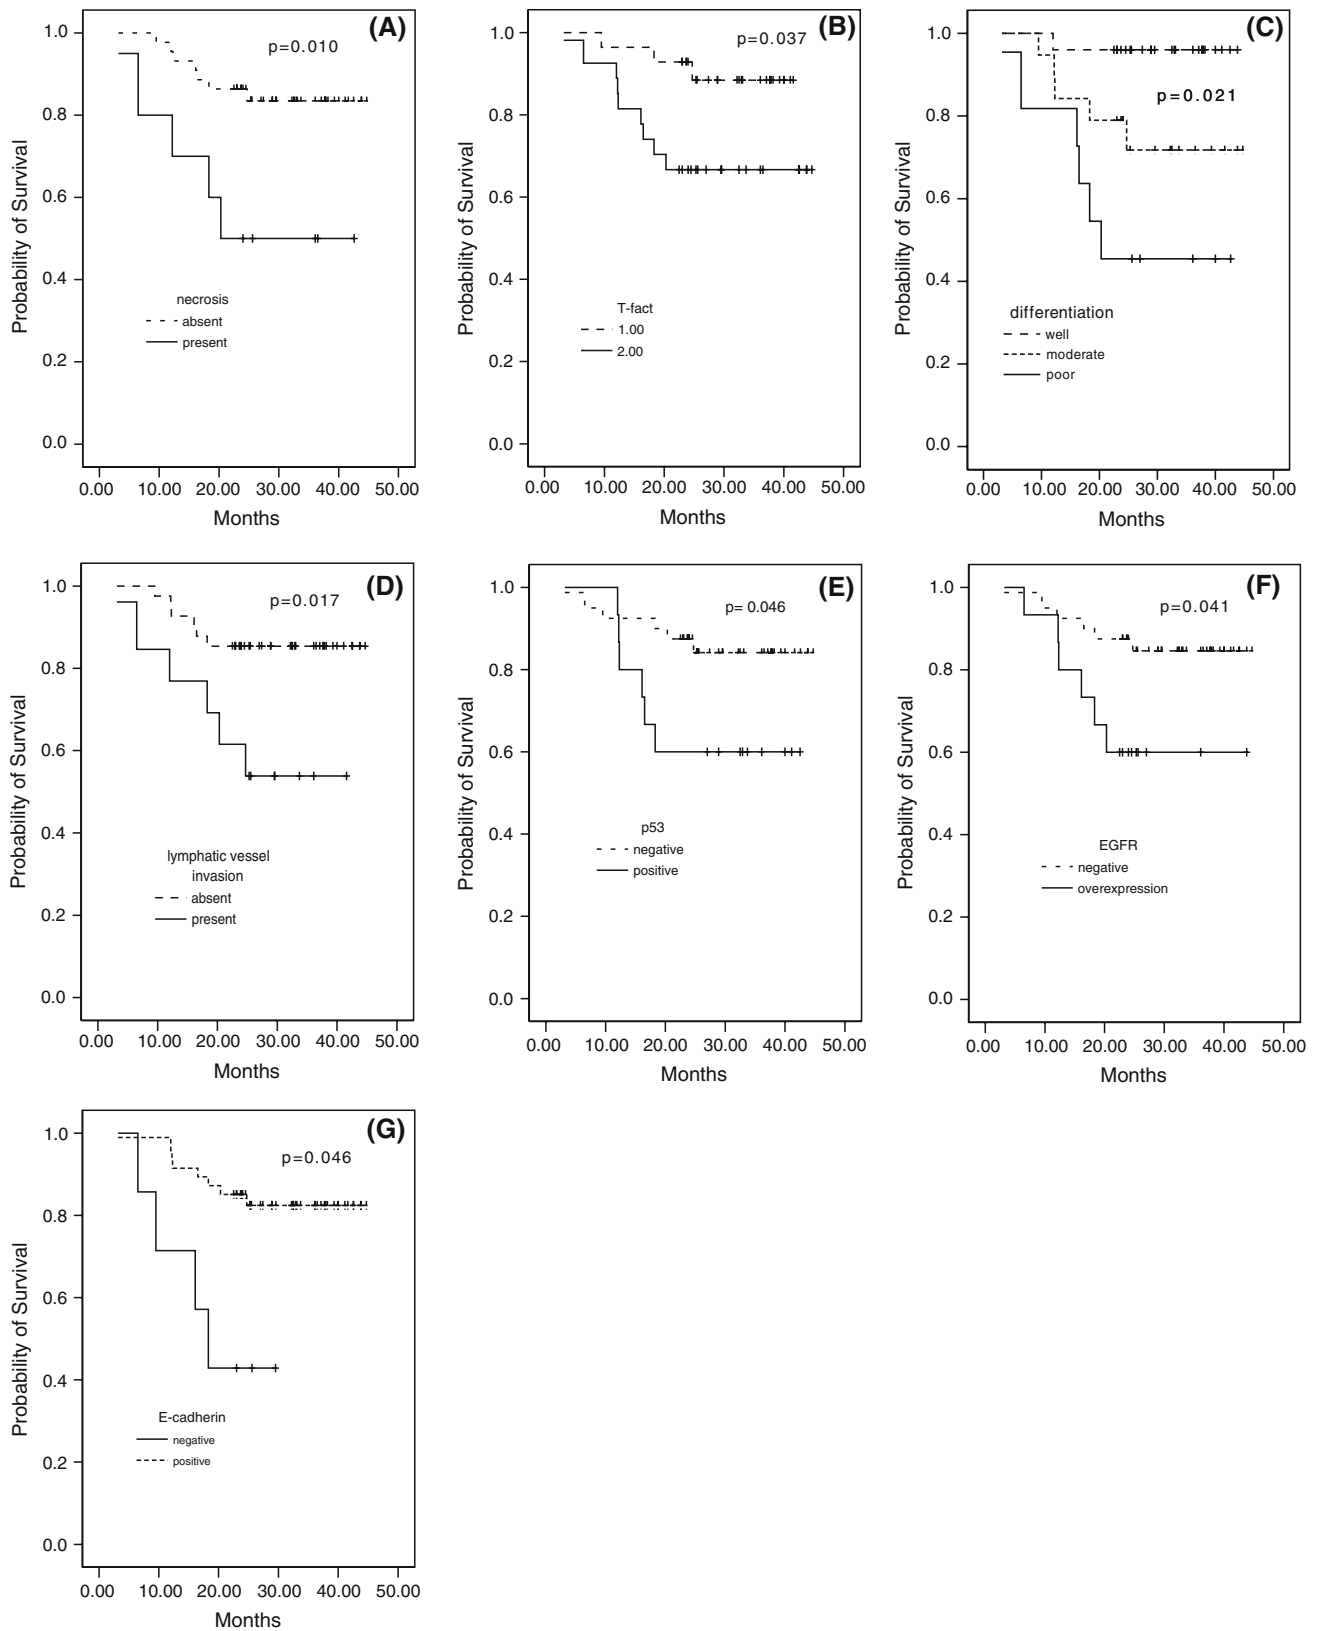 (A)
p=0.010
1.0
0.8
0.6
0.4
0.2
0.0
Probability of Survival
necrosis
absent
present
0.00 10.00 20.00 30.00 40.00 50.00
Months
(B)
p=0.037
1.0
0.8
0.6
0.4
0.2
0.0
Probability of Survival
T-fact
1.00
2.00
0.00 10.00 20.00 30.00 40.00 50.00
Months
(C)
p=0.021
1.0
0.8
0.6
0.4
0.2
0.0
Probability of Survival
differentiation
well
moderate
poor
0.00 10.00 20.00 30.00 40.00 50.00
Months
(D)
p=0.017
1.0
0.8
0.6
0.4
0.2
0.0
Probability of Survival
lymphatic vessel
invasion
absent
present
0.00 10.00 20.00 30.00 40.00 50.00
Months
(E)
p= 0.046
1.0
0.8
0.6
0.4
0.2
0.0
Probability of Survival
p53
negative
positive
0.00 10.00 20.00 30.00 40.00 50.00
Months
(F)
p=0.041
1.0
0.8
0.6
0.4
0.2
0.0
Probability of Survival
EGFR
negative
overexpression
0.00 10.00 20.00 30.00 40.00 50.00
Months
(G)
p=0.046
1.0
0.8
0.6
0.4
0.2
0.0
Probability of Survival
E-cadherin
negative
positive
0.00 10.00 20.00 30.00 40.00 50.00
Months